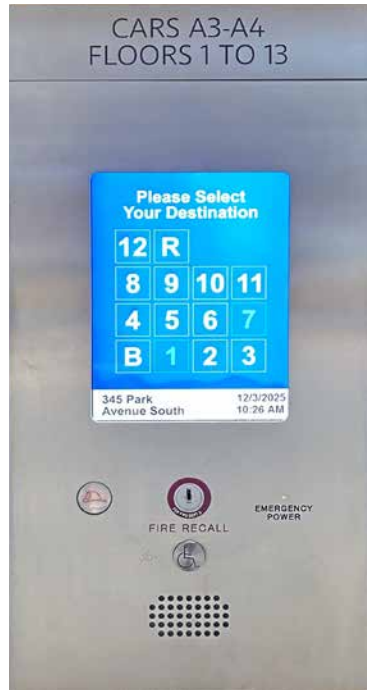 CARS A3-A4
FLOORS 1 TO 13
Please Select
Your Destination
12 R
8 9 10 11
4 5 6 7
B 1 2 3
345 Park
Avenue South
12/3/2025
10:26 AM
FIRE RECALL
EMERGENCY
POWER